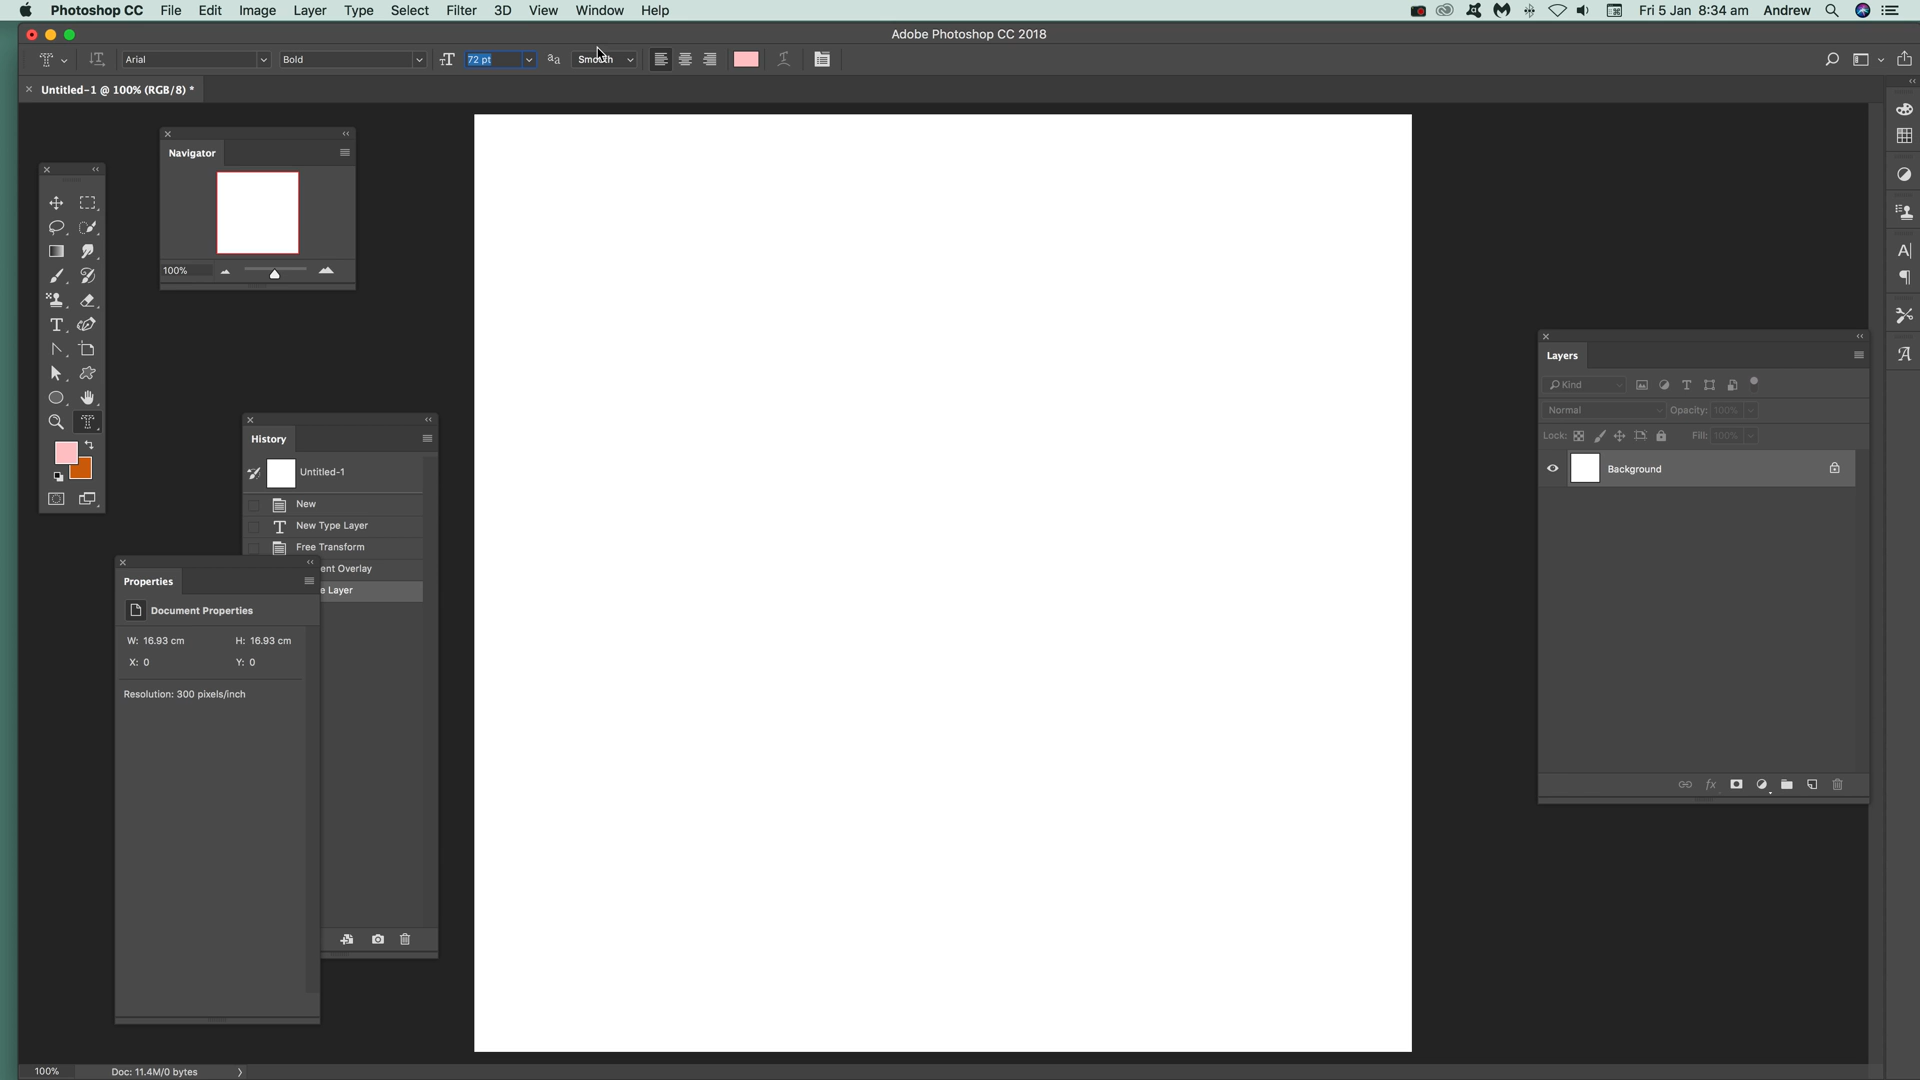 Photoshop CC File Edit Image Layer Type Select Filter 3D View Window Help Fri 5 Jan 8:34 am Andrew
Adobe Photoshop CC 2018
Arial Bold 72 pt Smooth
Untitled-1 @ 100% (RGB/8) *
Navigator
100%
History
Untitled-1
New
New Type Layer
Free Transform
ent Overlay
e Layer
Properties
Document Properties
W: 16.93 cm H: 16.93 cm
X: 0 Y: 0
Resolution: 300 pixels/inch
Layers
Kind
Normal Opacity: 100%
Lock: Fill: 100%
Background
100% Doc: 11.4M/0 bytes